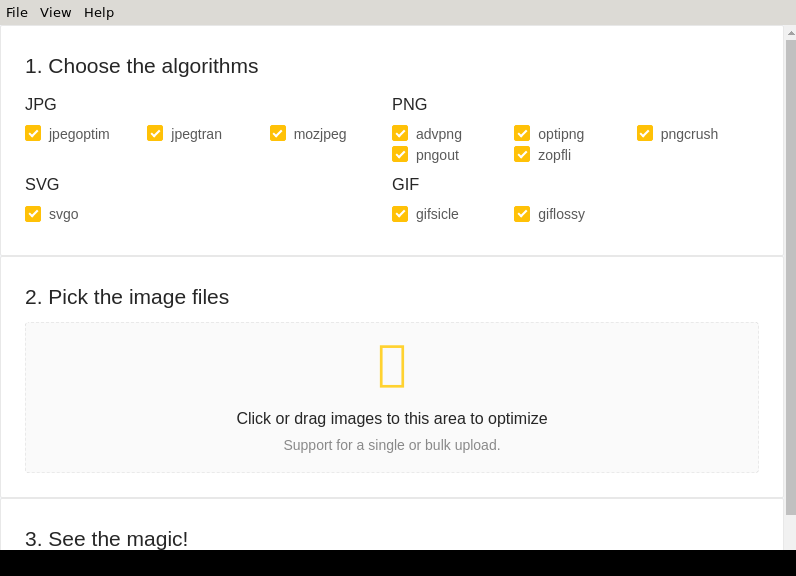 File View Help
1. Choose the algorithms
JPG
jpegoptim jpegtran mozjpeg
PNG
advpng optipng pngcrush
pngout zopfli
SVG
svgo
GIF
gifsicle giflossy
2. Pick the image files
Click or drag images to this area to optimize
Support for a single or bulk upload.
3. See the magic!